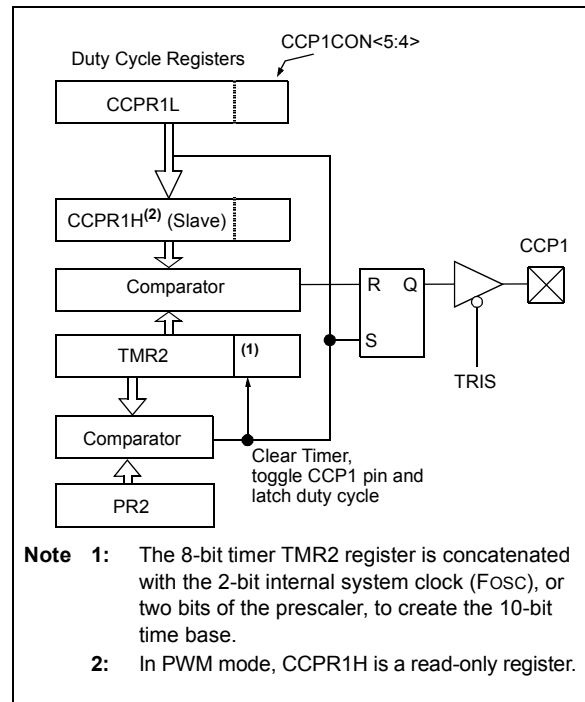 CCP1CON<5:4>
Duty Cycle Registers
CCPR1L
CCPR1H(2) (Slave)
CCP1
Comparator
R Q
TMR2
(1)
S
TRIS
Comparator
Clear Timer,
toggle CCP1 pin and
latch duty cycle
PR2
Note 1: The 8-bit timer TMR2 register is concatenated
with the 2-bit internal system clock (FOSC), or
two bits of the prescaler, to create the 10-bit
time base.
2: In PWM mode, CCPR1H is a read-only register.